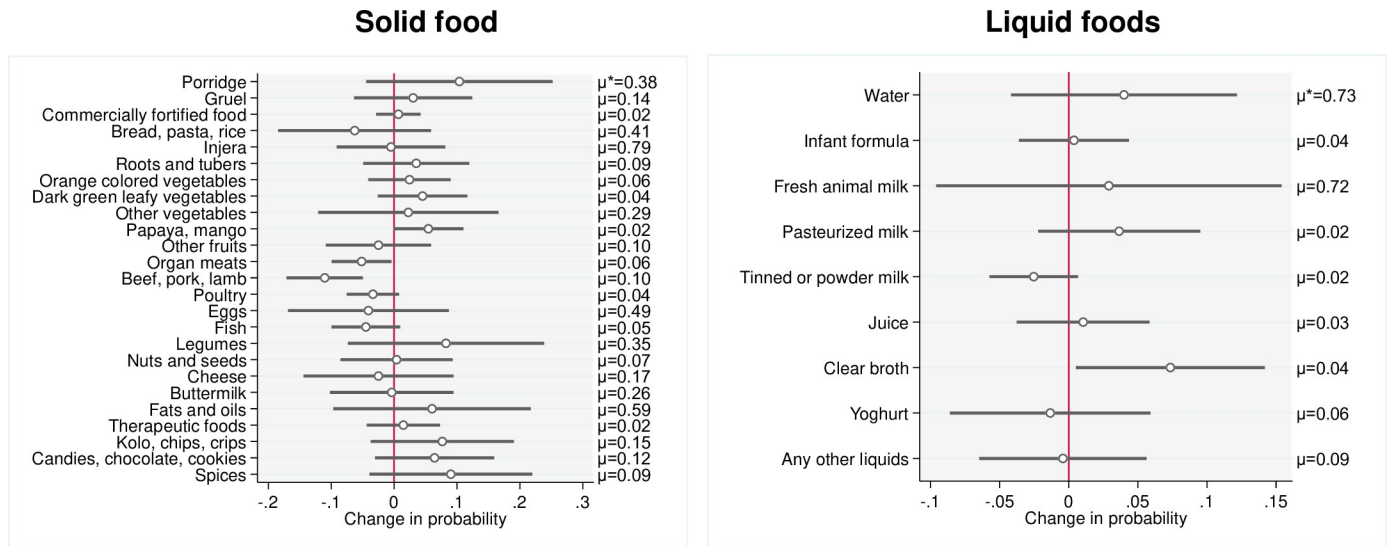 Solid food
Porridge μ*=0.38
Gruel μ=0.14
Commercially fortified food μ=0.02
Bread, pasta, rice μ=0.41
Injera μ=0.79
Roots and tubers μ=0.09
Orange colored vegetables μ=0.06
Dark green leafy vegetables μ=0.04
Other vegetables μ=0.29
Papaya, mango μ=0.02
Other fruits μ=0.10
Organ meats μ=0.06
Beef, pork, lamb μ=0.10
Poultry μ=0.04
Eggs μ=0.49
Fish μ=0.05
Legumes μ=0.35
Nuts and seeds μ=0.07
Cheese μ=0.17
Buttermilk μ=0.26
Fats and oils μ=0.59
Therapeutic foods μ=0.02
Kolo, chips, crips μ=0.15
Candies, chocolate, cookies μ=0.12
Spices μ=0.09
-.2 -.1 0 .1 .2 .3
Change in probability
Liquid foods
Water μ*=0.73
Infant formula μ=0.04
Fresh animal milk μ=0.72
Pasteurized milk μ=0.02
Tinned or powder milk μ=0.02
Juice μ=0.03
Clear broth μ=0.04
Yoghurt μ=0.06
Any other liquids μ=0.09
-.1 -.05 0 .05 .1 .15
Change in probability